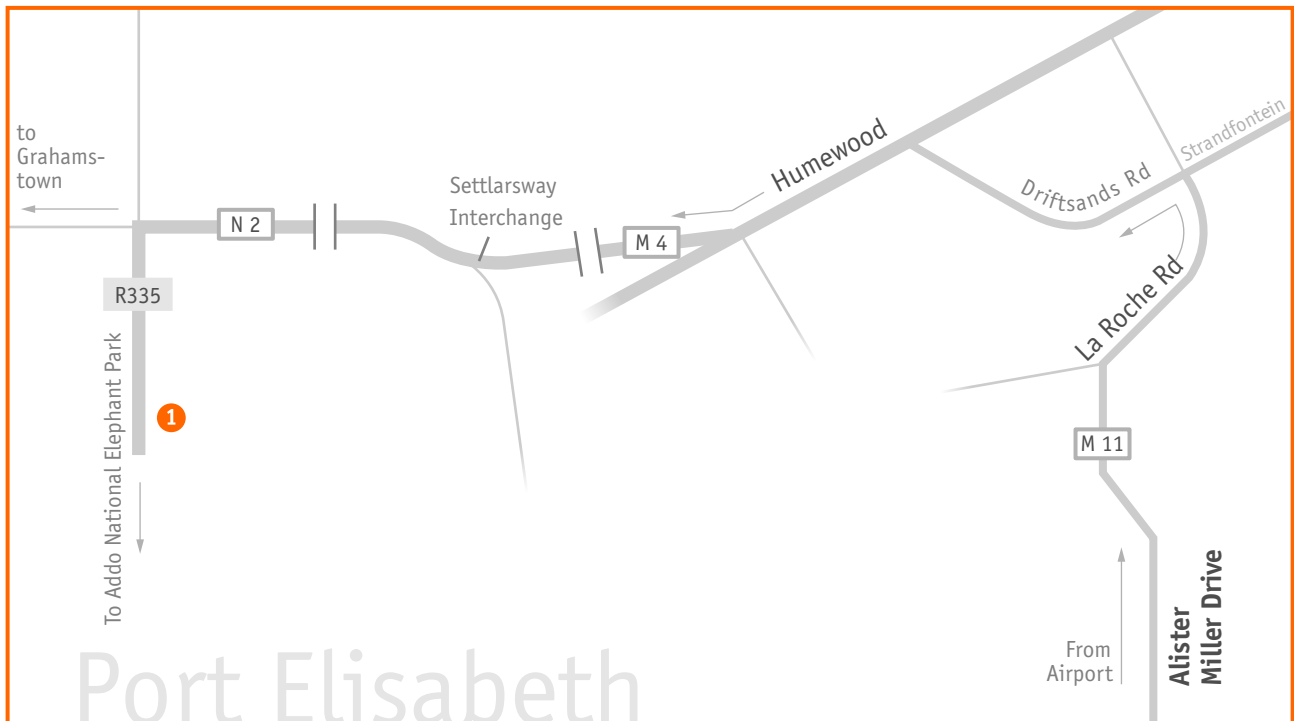 to
Grahams-
town
N 2
Settlarsway
Interchange
M 4
Humewood
Driftsands Rd
Strandfontein
La Roche Rd
R335
To Addo National Elephant Park
1
M 11
From
Airport
Alister
Miller Drive
Port Elisabeth